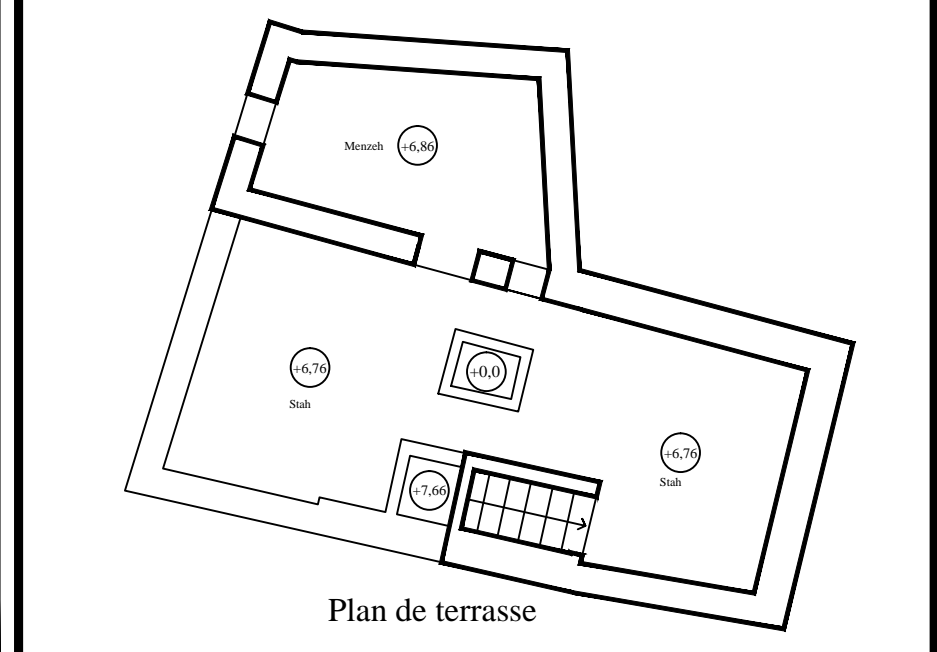 Menzeh +6,86
+6,76
Stah
+0,0
+6,76
Stah
+7,66
Plan de terrasse